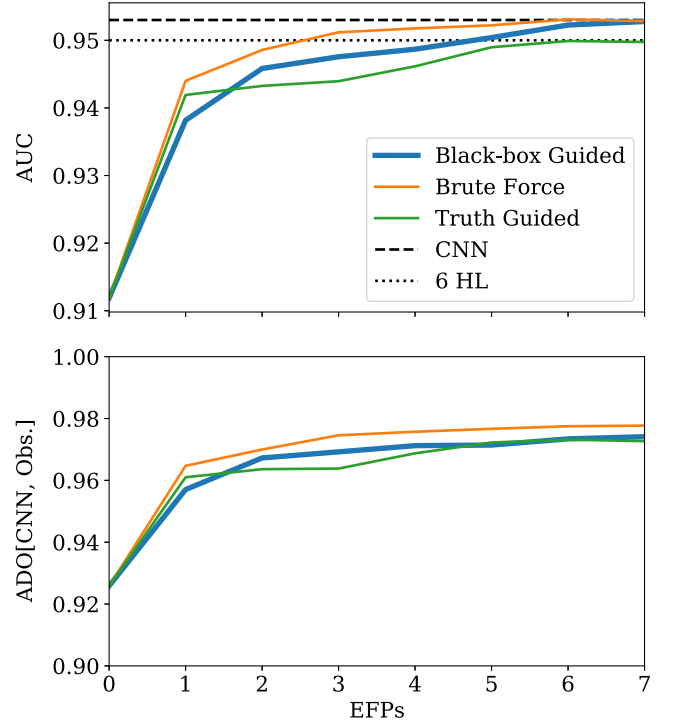 0.95
0.94
0.93
0.92
0.91
AUC
Black-box Guided
Brute Force
Truth Guided
CNN
6 HL
1.00
0.98
0.96
0.94
0.92
0.90
ADO[CNN, Obs.]
0 1 2 3 4 5 6 7
EFPs